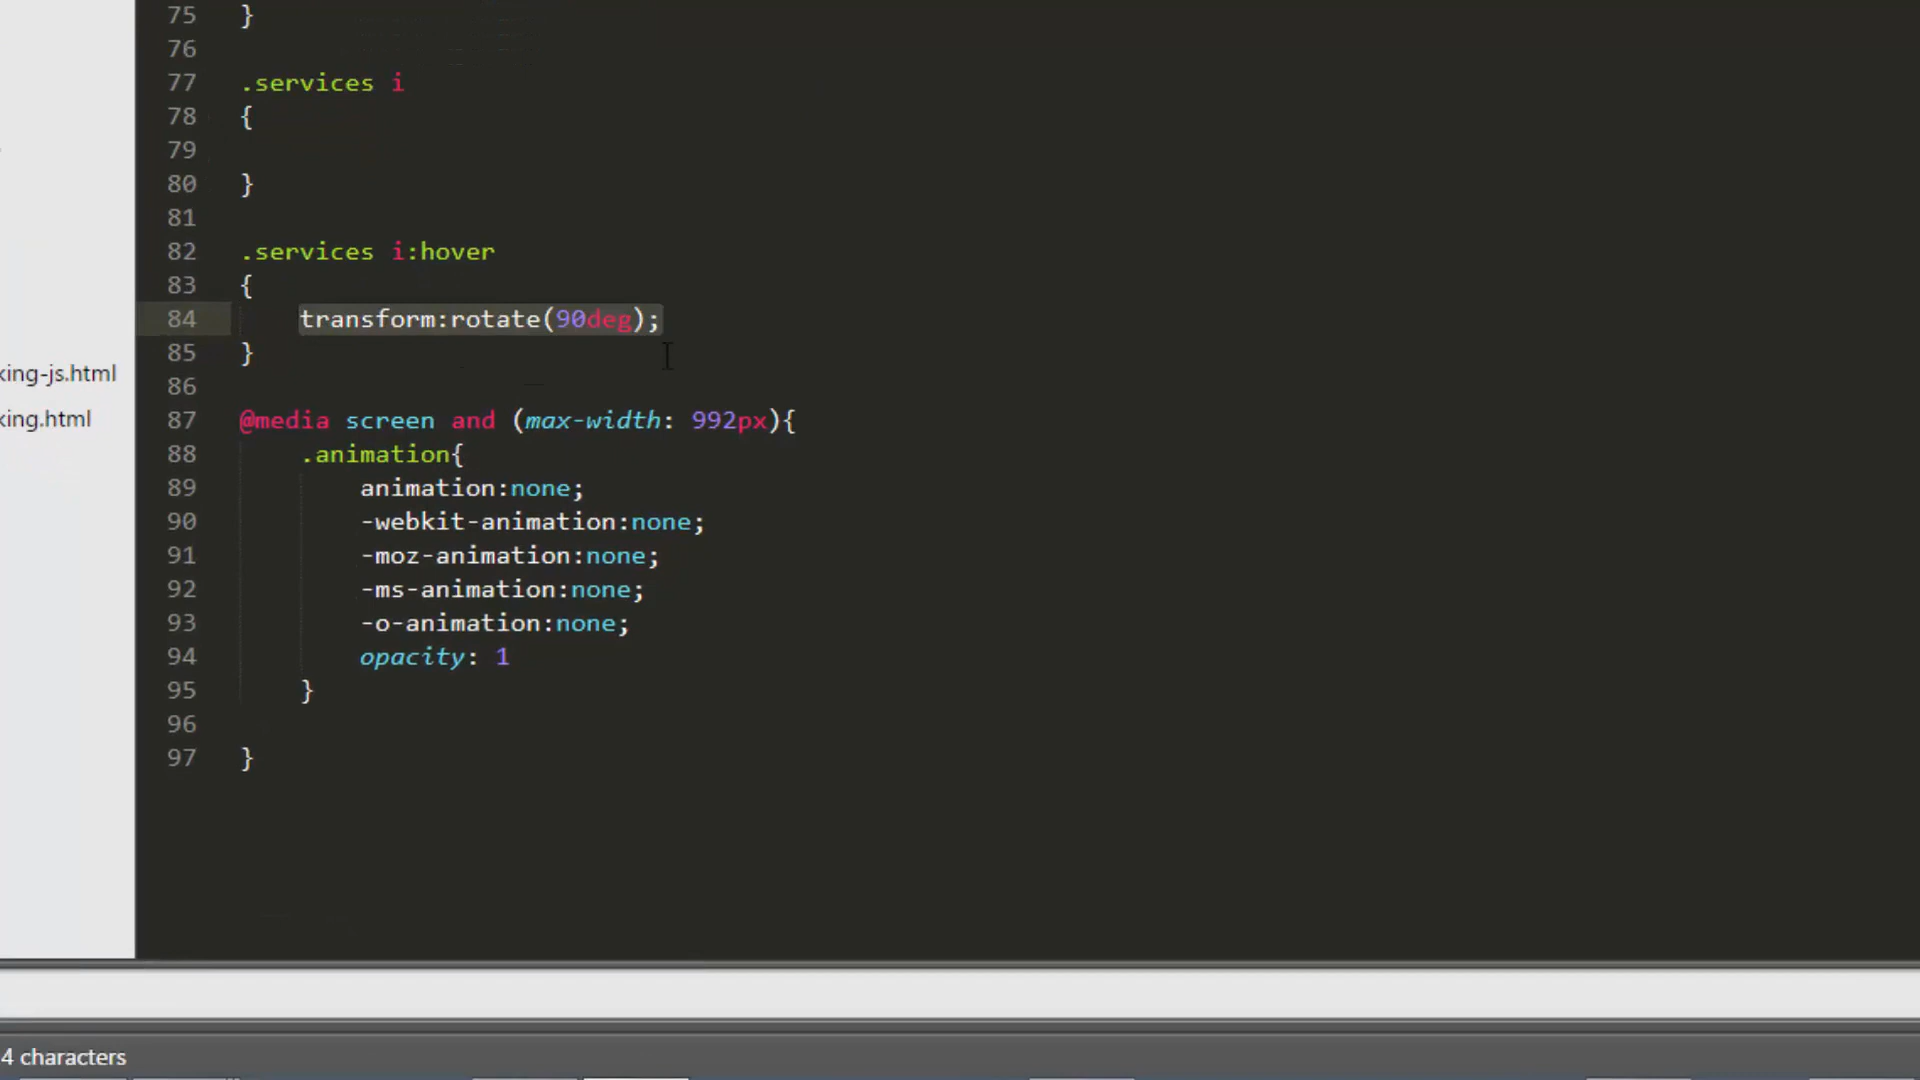 75 }
76
77 .services i
78 {
79
80 }
81
82 .services i:hover
83 {
84 transform:rotate(90deg);
85 }
86
king-js.html
87 @media screen and (max-width: 992px){
king.html
88 .animation{
89 animation:none;
90 -webkit-animation:none;
91 -moz-animation:none;
92 -ms-animation:none;
93 -o-animation:none;
94 opacity: 1
95 }
96
97 }
4 characters